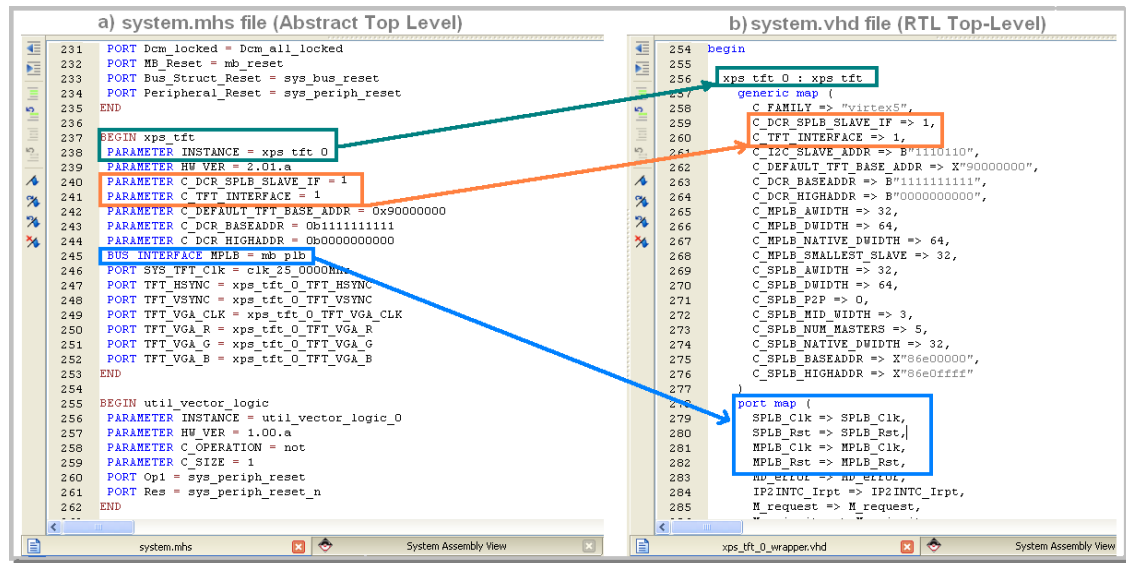 a) system.mhs file (Abstract Top Level)
231 PORT Dcm_locked = Dcm_all_locked
232 PORT MB_Reset = mb_reset
233 PORT Bus_Struct_Reset = sys_bus_reset
234 PORT Peripheral_Reset = sys_periph_reset
235 END
236
237 BEGIN xps_tft
238 PARAMETER INSTANCE = xps_tft_0
239 PARAMETER HW_VER = 2.01.a
240 PARAMETER C_DCR_SPLB_SLAVE_IF = 1
241 PARAMETER C_TFT_INTERFACE = 1
242 PARAMETER C_DEFAULT_TFT_BASE_ADDR = 0x90000000
243 PARAMETER C_DCR_BASEADDR = 0b1111111111
244 PARAMETER C_DCR_HIGHADDR = 0b0000000000
245 BUS_INTERFACE MPLB = mb_plb
246 PORT SYS_TFT_Clk = clk_25_0000MHz
247 PORT TFT_HSYNC = xps_tft_0_TFT_HSYNC
248 PORT TFT_VSYNC = xps_tft_0_TFT_VSYNC
249 PORT TFT_VGA_CLK = xps_tft_0_TFT_VGA_CLK
250 PORT TFT_VGA_R = xps_tft_0_TFT_VGA_R
251 PORT TFT_VGA_G = xps_tft_0_TFT_VGA_G
252 PORT TFT_VGA_B = xps_tft_0_TFT_VGA_B
253 END
254
255 BEGIN util_vector_logic
256 PARAMETER INSTANCE = util_vector_logic_0
257 PARAMETER HW_VER = 1.00.a
258 PARAMETER C_OPERATION = not
259 PARAMETER C_SIZE = 1
260 PORT Op1 = sys_periph_reset
261 PORT Res = sys_periph_reset_n
262 END
system.mhs
System Assembly View
b) system.vhd file (RTL Top-Level)
254 begin
255
256 xps_tft_0 : xps_tft
257 generic map (
258 C_FAMILY => "virtex5",
259 C_DCR_SPLB_SLAVE_IF => 1,
260 C_TFT_INTERFACE => 1,
261 C_I2C_SLAVE_ADDR => B"1110110",
262 C_DEFAULT_TFT_BASE_ADDR => X"90000000",
263 C_DCR_BASEADDR => B"1111111111",
264 C_DCR_HIGHADDR => B"0000000000",
265 C_MPLB_AWIDTH => 32,
266 C_MPLB_DWIDTH => 64,
267 C_MPLB_NATIVE_DWIDTH => 64,
268 C_MPLB_SMALLEST_SLAVE => 32,
269 C_SPLB_AWIDTH => 32,
270 C_SPLB_DWIDTH => 64,
271 C_SPLB_P2P => 0,
272 C_SPLB_MID_WIDTH => 3,
273 C_SPLB_NUM_MASTERS => 5,
274 C_SPLB_NATIVE_DWIDTH => 32,
275 C_SPLB_BASEADDR => X"86e00000",
276 C_SPLB_HIGHADDR => X"86e0ffff"
277 )
278 port map (
279 SPLB_Clk => SPLB_Clk,
280 SPLB_Rst => SPLB_Rst,
281 MPLB_Clk => MPLB_Clk,
282 MPLB_Rst => MPLB_Rst,
283 MD_error => MD_error,
284 IP2INTC_Irpt => IP2INTC_Irpt,
285 M_request => M_request,
xps_tft_0_wrapper.vhd
System Assembly View